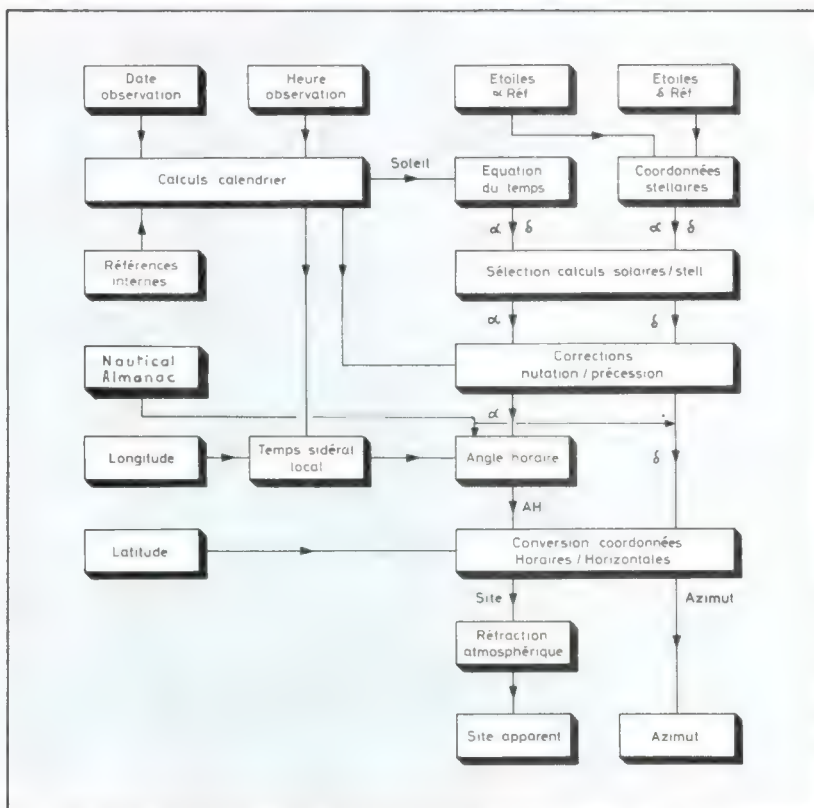 Date
observation
Heure
observation
Etoiles
α Réf
Etoiles
δ Réf
Calculs calendrier
Soleil
Equation
du temps
Coordonnées
stellaires
α δ
α δ
Références
internes
Sélection calculs solaires/stell
α
δ
Nautical
Almanac
Corrections
nutation/précession
α
Longitude
Temps sidéral
local
Angle horaire
δ
AH
Latitude
Conversion coordonnées
Horaires/Horizontales
Site
Azimut
Réfraction
atmosphérique
Site apparent
Azimut